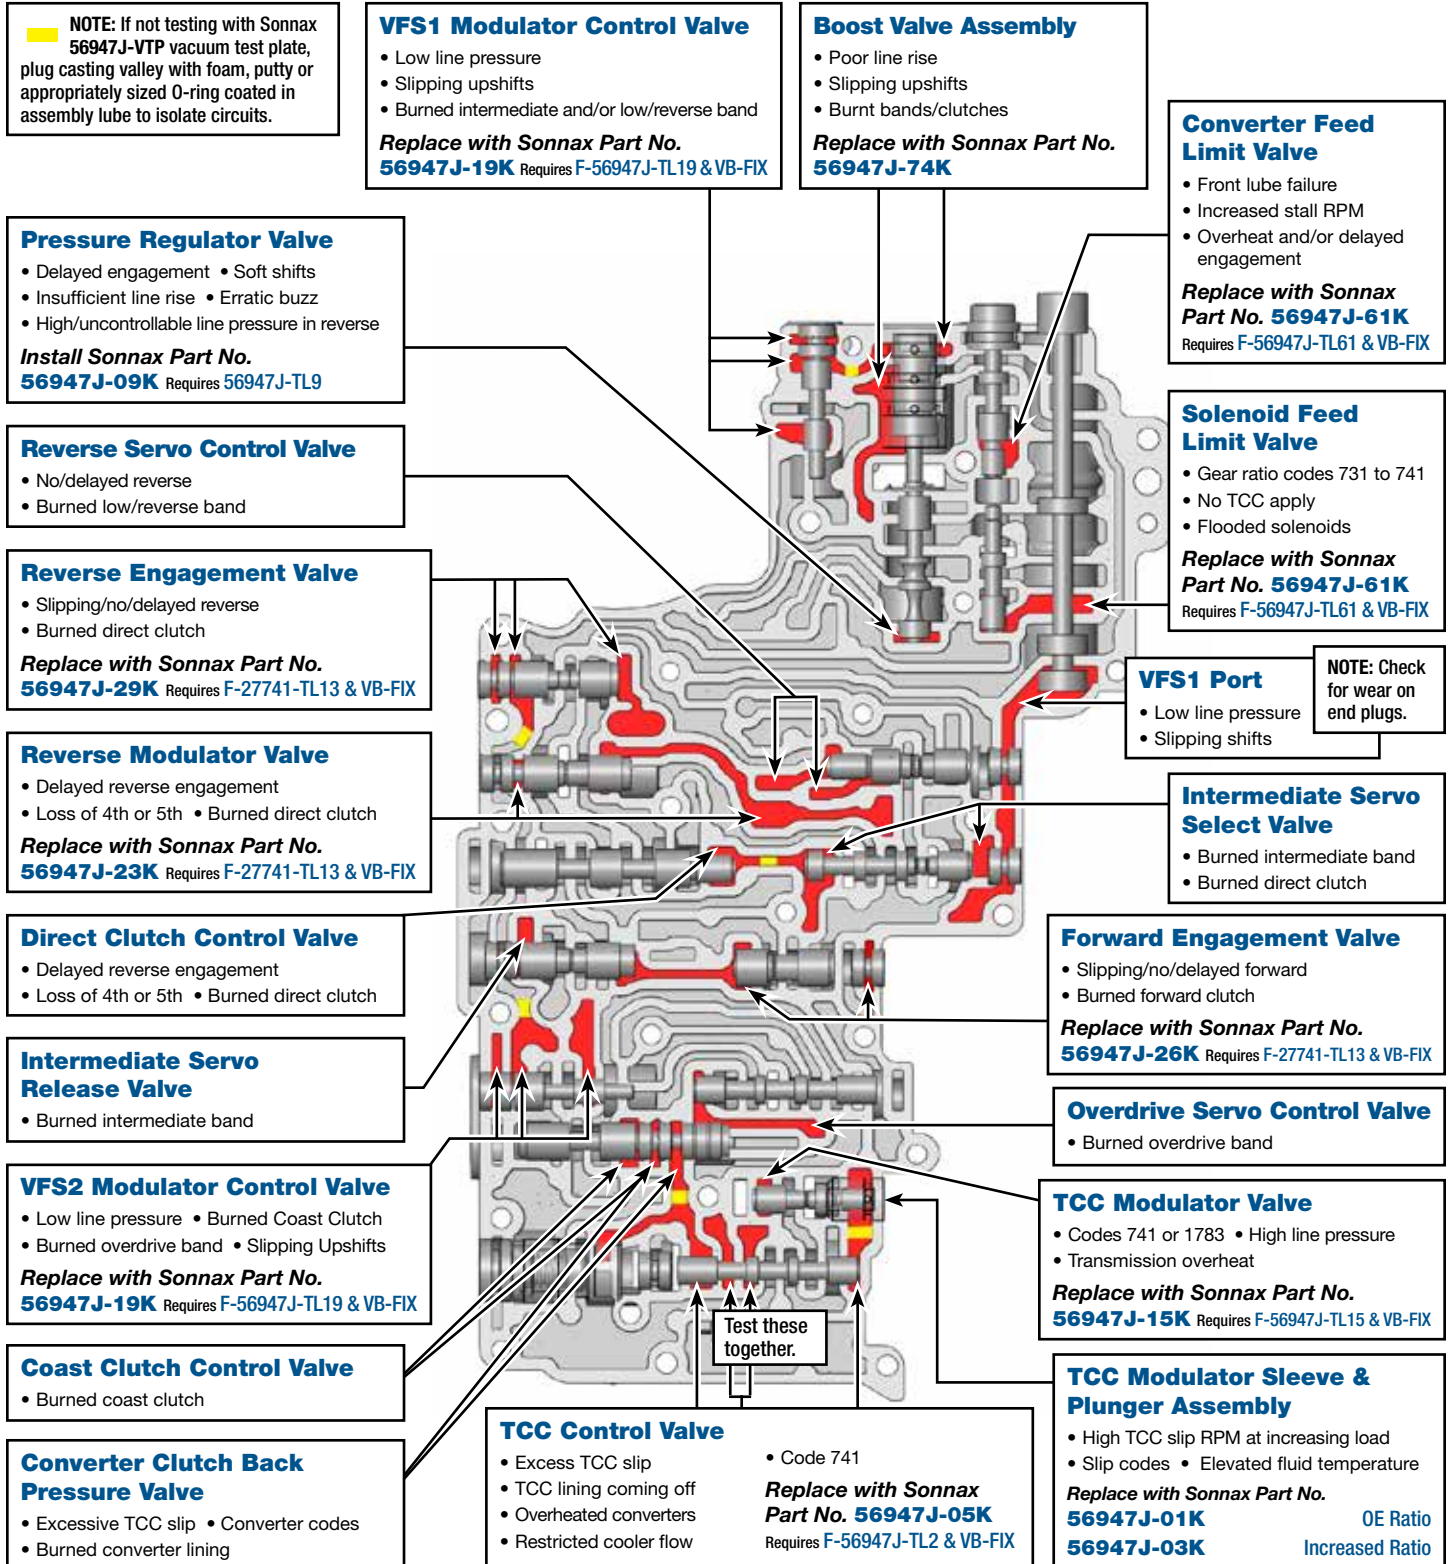 NOTE: If not testing with Sonnax
56947J-VTP vacuum test plate,
plug casting valley with foam, putty or
appropriately sized O-ring coated in
assembly lube to isolate circuits.
VFS1 Modulator Control Valve
• Low line pressure
• Slipping upshifts
• Burned intermediate and/or low/reverse band
Replace with Sonnax Part No.
56947J-19K Requires F-56947J-TL19 & VB-FIX
Boost Valve Assembly
• Poor line rise
• Slipping upshifts
• Burnt bands/clutches
Replace with Sonnax Part No.
56947J-74K
Converter Feed
Limit Valve
• Front lube failure
• Increased stall RPM
• Overheat and/or delayed
engagement
Replace with Sonnax
Part No. 56947J-61K
Requires F-56947J-TL61 & VB-FIX
Pressure Regulator Valve
• Delayed engagement • Soft shifts
• Insufficient line rise • Erratic buzz
• High/uncontrollable line pressure in reverse
Install Sonnax Part No.
56947J-09K Requires 56947J-TL9
Solenoid Feed
Limit Valve
• Gear ratio codes 731 to 741
• No TCC apply
• Flooded solenoids
Replace with Sonnax
Part No. 56947J-61K
Requires F-56947J-TL61 & VB-FIX
Reverse Servo Control Valve
• No/delayed reverse
• Burned low/reverse band
Reverse Engagement Valve
• Slipping/no/delayed reverse
• Burned direct clutch
Replace with Sonnax Part No.
56947J-29K Requires F-27741-TL13 & VB-FIX
VFS1 Port
• Low line pressure
• Slipping shifts
NOTE: Check
for wear on
end plugs.
Reverse Modulator Valve
• Delayed reverse engagement
• Loss of 4th or 5th • Burned direct clutch
Replace with Sonnax Part No.
56947J-23K Requires F-27741-TL13 & VB-FIX
Intermediate Servo
Select Valve
• Burned intermediate band
• Burned direct clutch
Direct Clutch Control Valve
• Delayed reverse engagement
• Loss of 4th or 5th • Burned direct clutch
Forward Engagement Valve
• Slipping/no/delayed forward
• Burned forward clutch
Replace with Sonnax Part No.
56947J-26K Requires F-27741-TL13 & VB-FIX
Intermediate Servo
Release Valve
• Burned intermediate band
Overdrive Servo Control Valve
• Burned overdrive band
VFS2 Modulator Control Valve
• Low line pressure • Burned Coast Clutch
• Burned overdrive band • Slipping Upshifts
Replace with Sonnax Part No.
56947J-19K Requires F-56947J-TL19 & VB-FIX
TCC Modulator Valve
• Codes 741 or 1783 • High line pressure
• Transmission overheat
Replace with Sonnax Part No.
56947J-15K Requires F-56947J-TL15 & VB-FIX
Test these
together.
Coast Clutch Control Valve
• Burned coast clutch
TCC Modulator Sleeve &
Plunger Assembly
• High TCC slip RPM at increasing load
• Slip codes • Elevated fluid temperature
Replace with Sonnax Part No.
56947J-01K OE Ratio
56947J-03K Increased Ratio
Converter Clutch Back
Pressure Valve
• Excessive TCC slip • Converter codes
• Burned converter lining
TCC Control Valve
• Excess TCC slip
• TCC lining coming off
• Overheated converters
• Restricted cooler flow
• Code 741
Replace with Sonnax
Part No. 56947J-05K
Requires F-56947J-TL2 & VB-FIX